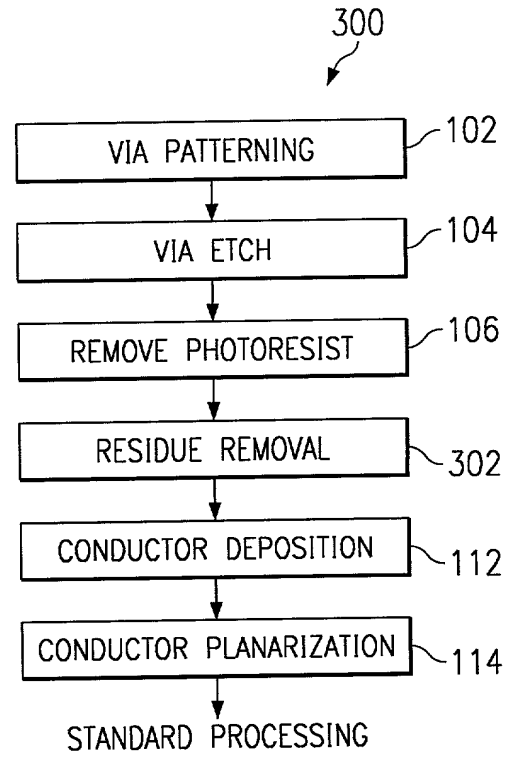 300
VIA PATTERNING 102
VIA ETCH 104
REMOVE PHOTORESIST 106
RESIDUE REMOVAL 302
CONDUCTOR DEPOSITION 112
CONDUCTOR PLANARIZATION 114
STANDARD PROCESSING